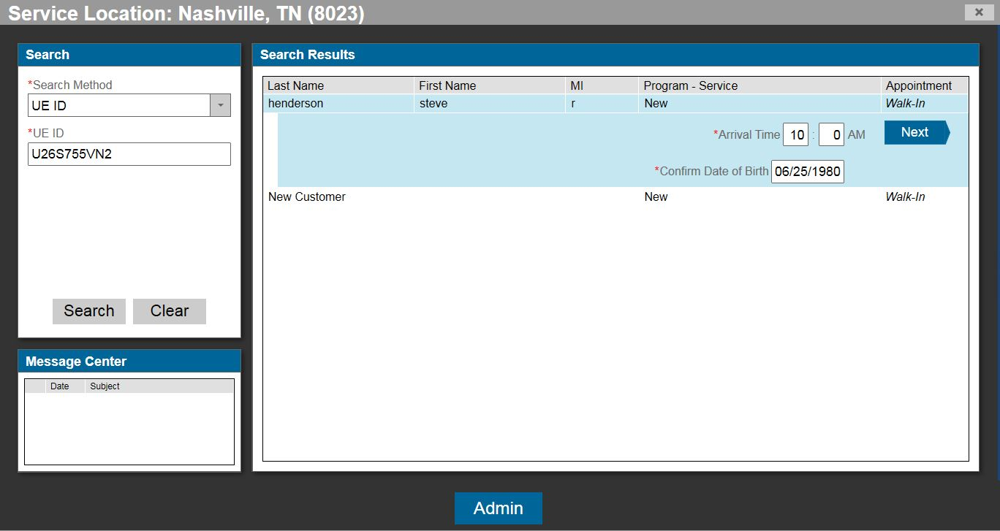 Service Location: Nashville, TN (8023)
Search
*Search Method
UE ID
*UE ID
U26S755VN2
Search Clear
Message Center
Date Subject
Search Results
Last Name First Name MI Program - Service Appointment
henderson steve r New Walk-In
*Arrival Time 10 : 0 AM Next
*Confirm Date of Birth 06/25/1980
New Customer New Walk-In
Admin